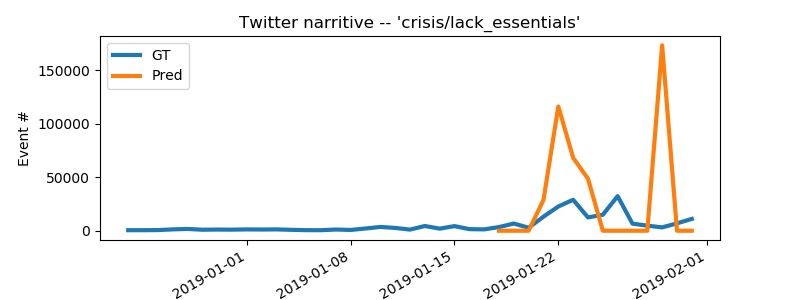 Twitter narritive -- 'crisis/lack_essentials'
GT
Pred
Event #
150000
100000
50000
0
2019-01-01
2019-01-08
2019-01-15
2019-01-22
2019-02-01